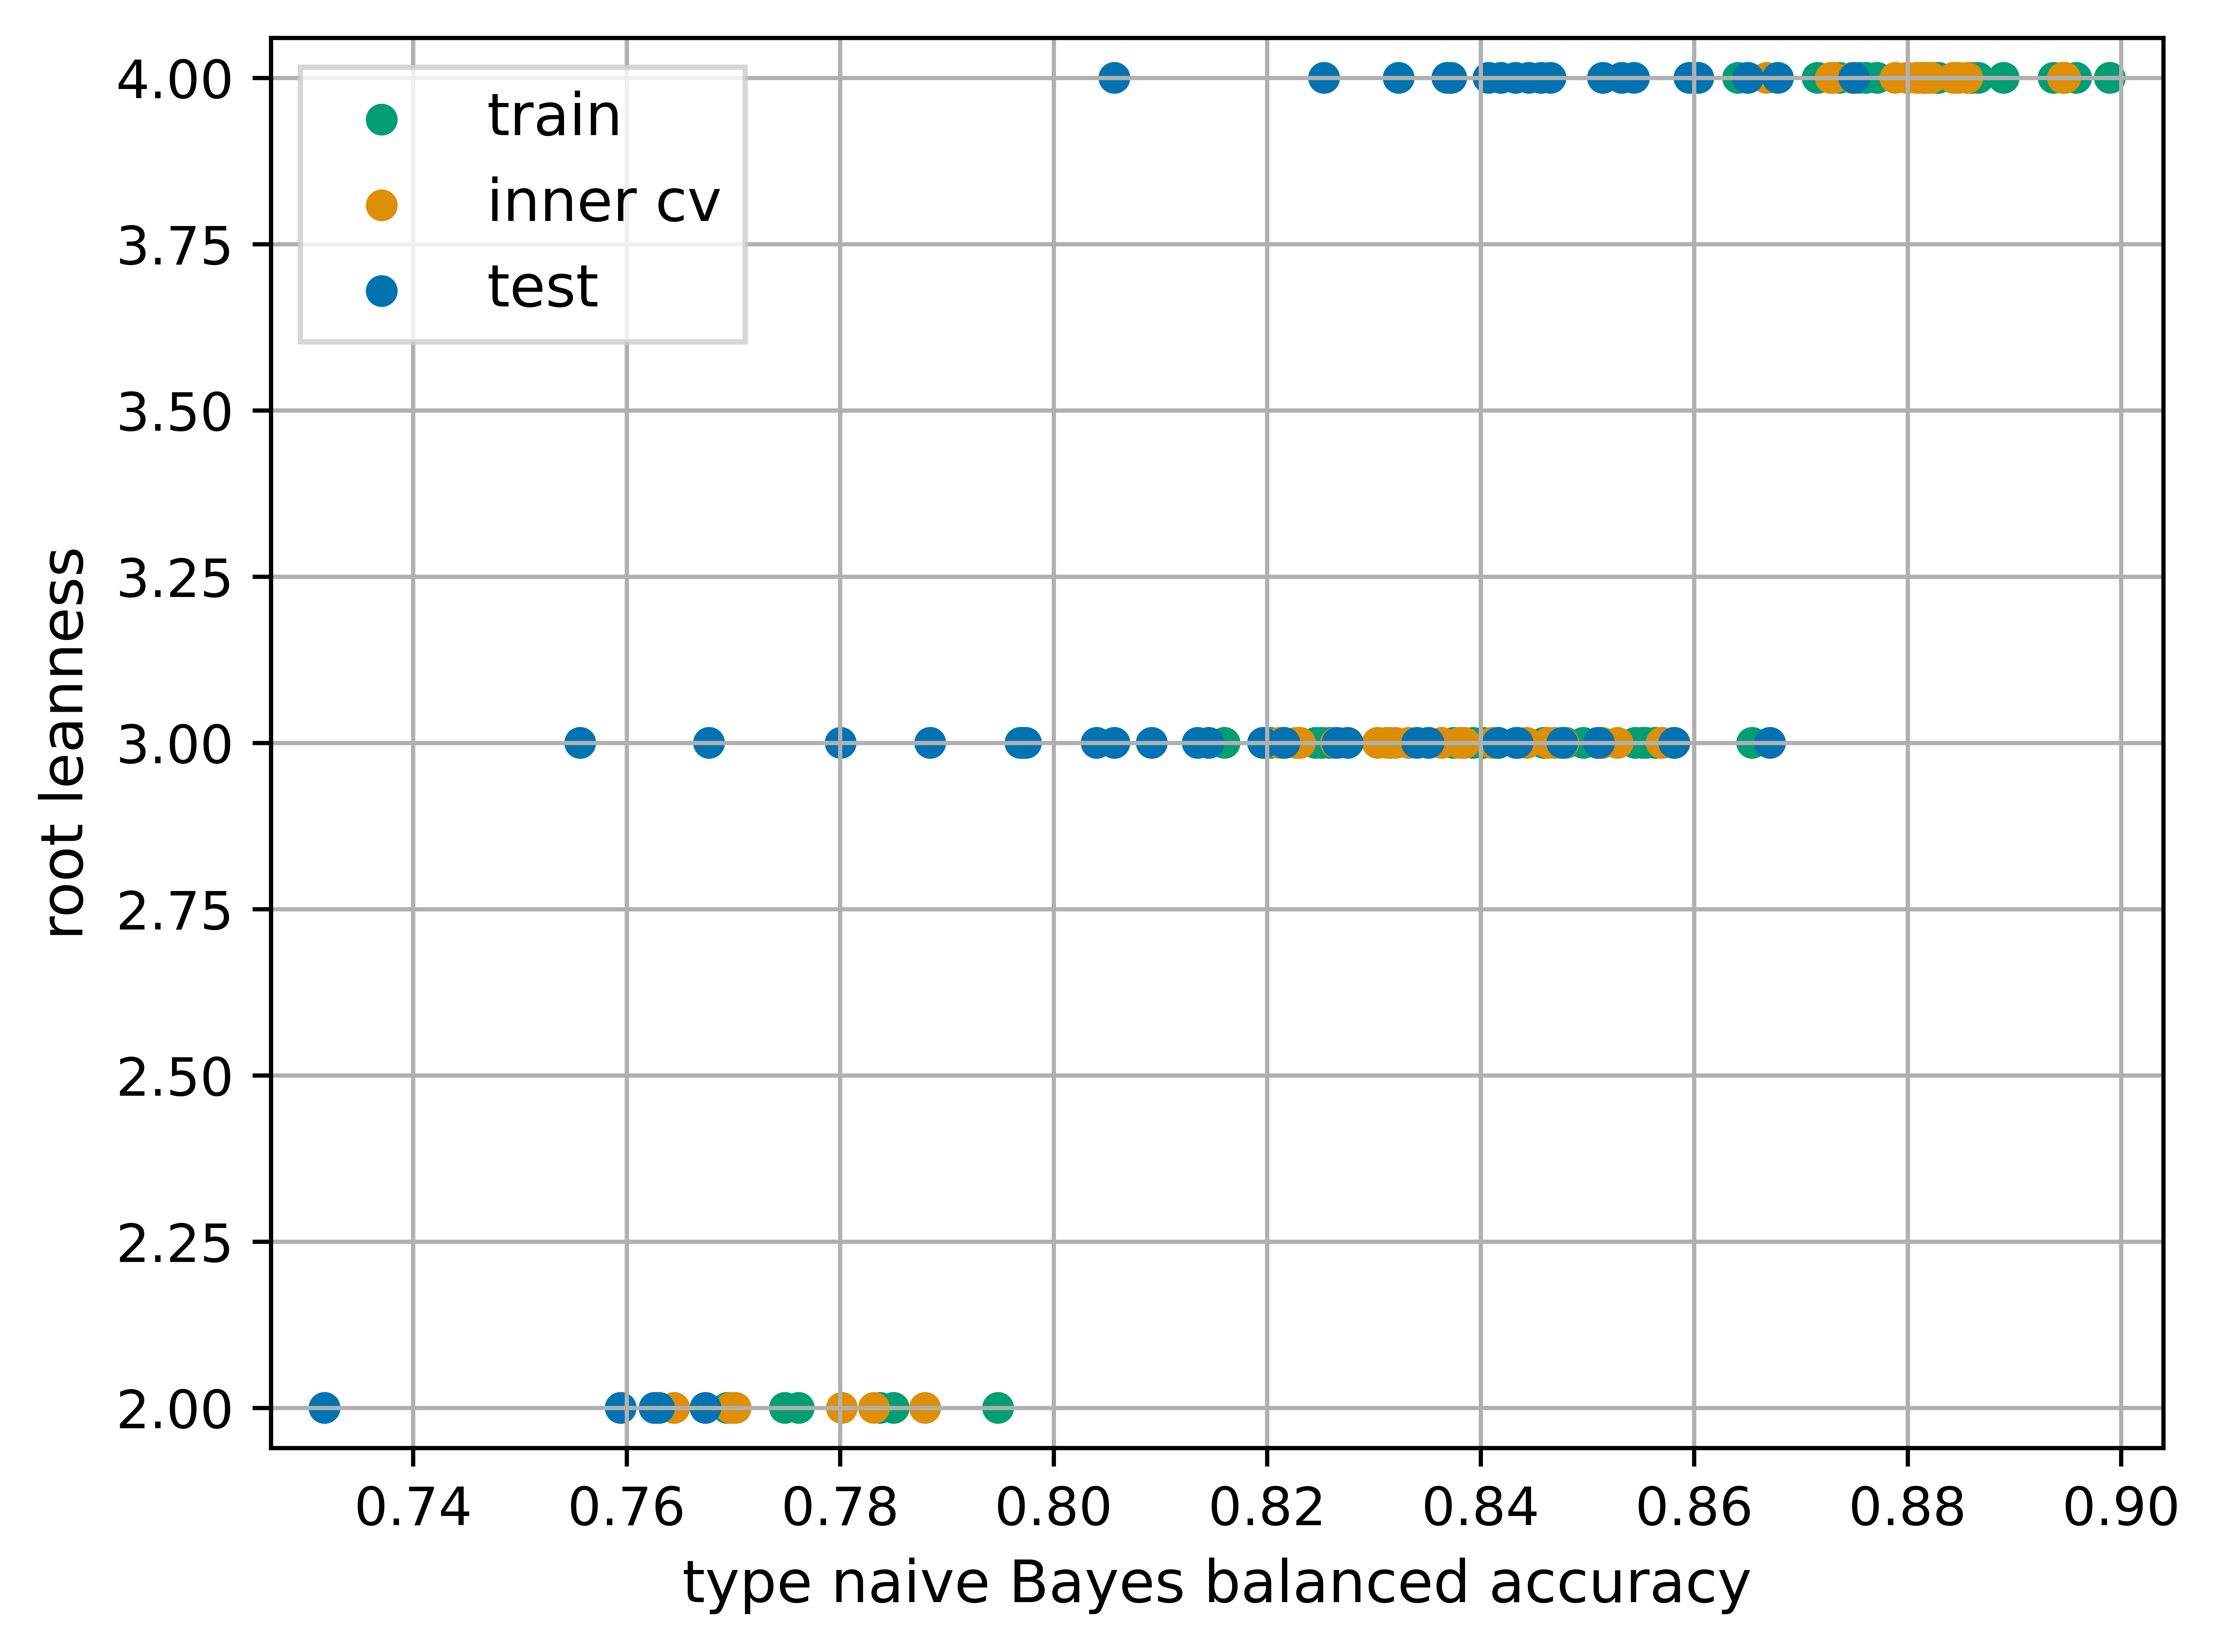 train
inner cv
test
root leanness
4.00
3.75
3.50
3.25
3.00
2.75
2.50
2.25
2.00
0.74 0.76 0.78 0.80 0.82 0.84 0.86 0.88 0.90
type naive Bayes balanced accuracy